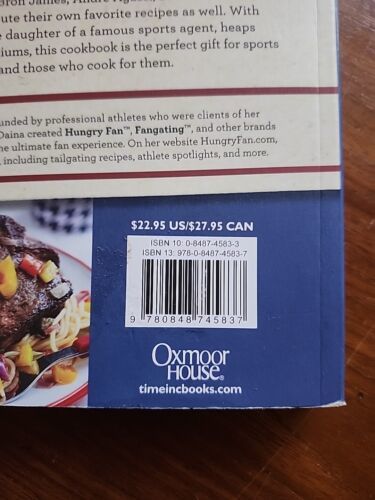 James, André
ute their own favorite recipes as well. With
daughter of a famous sports agent, heaps
iums, this cookbook is the perfect gift for sports
and those who cook for them.
unded by professional athletes who were clients of her
Daina created Hungry Fan™, Fangating™, and other brands
e ultimate fan experience. On her website HungryFan.com,
, including tailgating recipes, athlete spotlights, and more.
$22.95 US/$27.95 CAN
ISBN 10: 0-8487-4583-3
ISBN 13: 978-0-8487-4583-7
9 780848 745837
Oxmoor
HOUSE®
timeincbooks.com